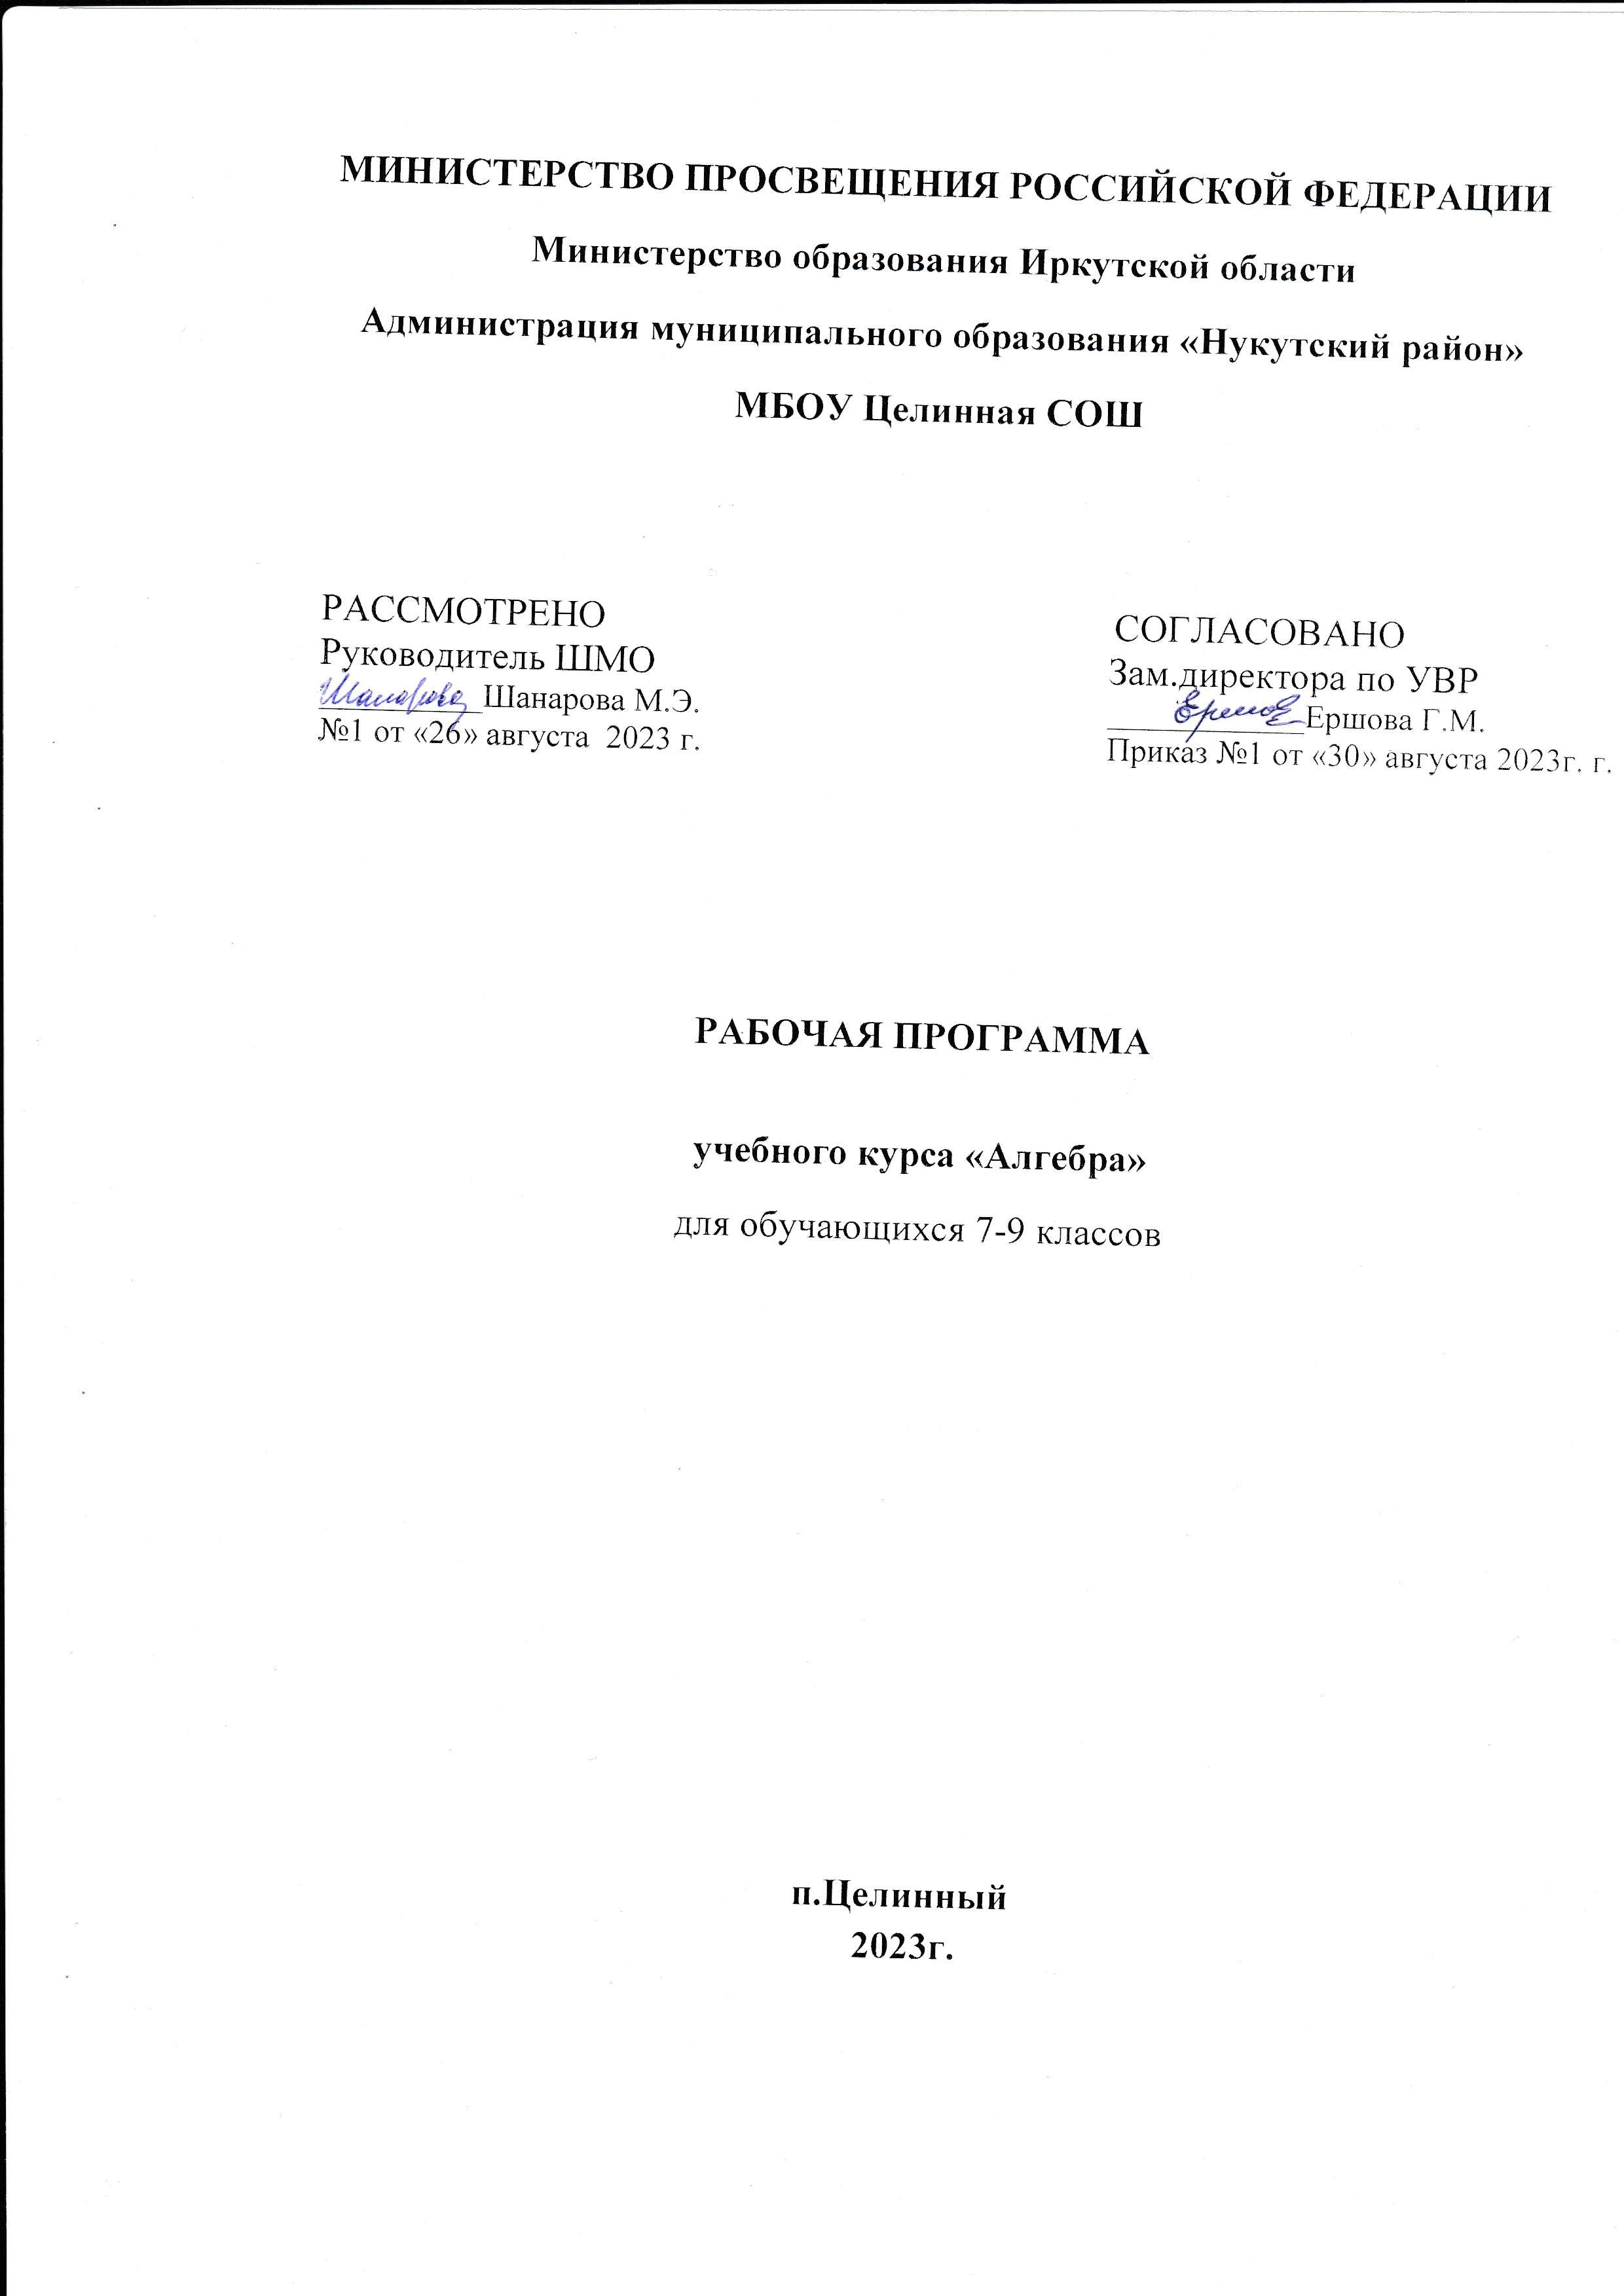 МИНИСТЕРСТВО ПРОСВЕЩЕНИЯ РОССИЙСКОЙ ФЕДЕРАЦИИ
Министерство образования Иркутской области
Администрация муниципального образования «Нукутский район»
МБОУ Целинная СОШ
РАССМОТРЕНО
Руководитель ШМО
Шанарова Шанарова М.Э.
№1 от «26» августа 2023 г.
СОГЛАСОВАНО
Зам.директора по УВР
Ершова Г.М.
Приказ №1 от «30» августа 2023г. г.
РАБОЧАЯ ПРОГРАММА
учебного курса «Алгебра»
для обучающихся 7-9 классов
п.Целинный
2023г.